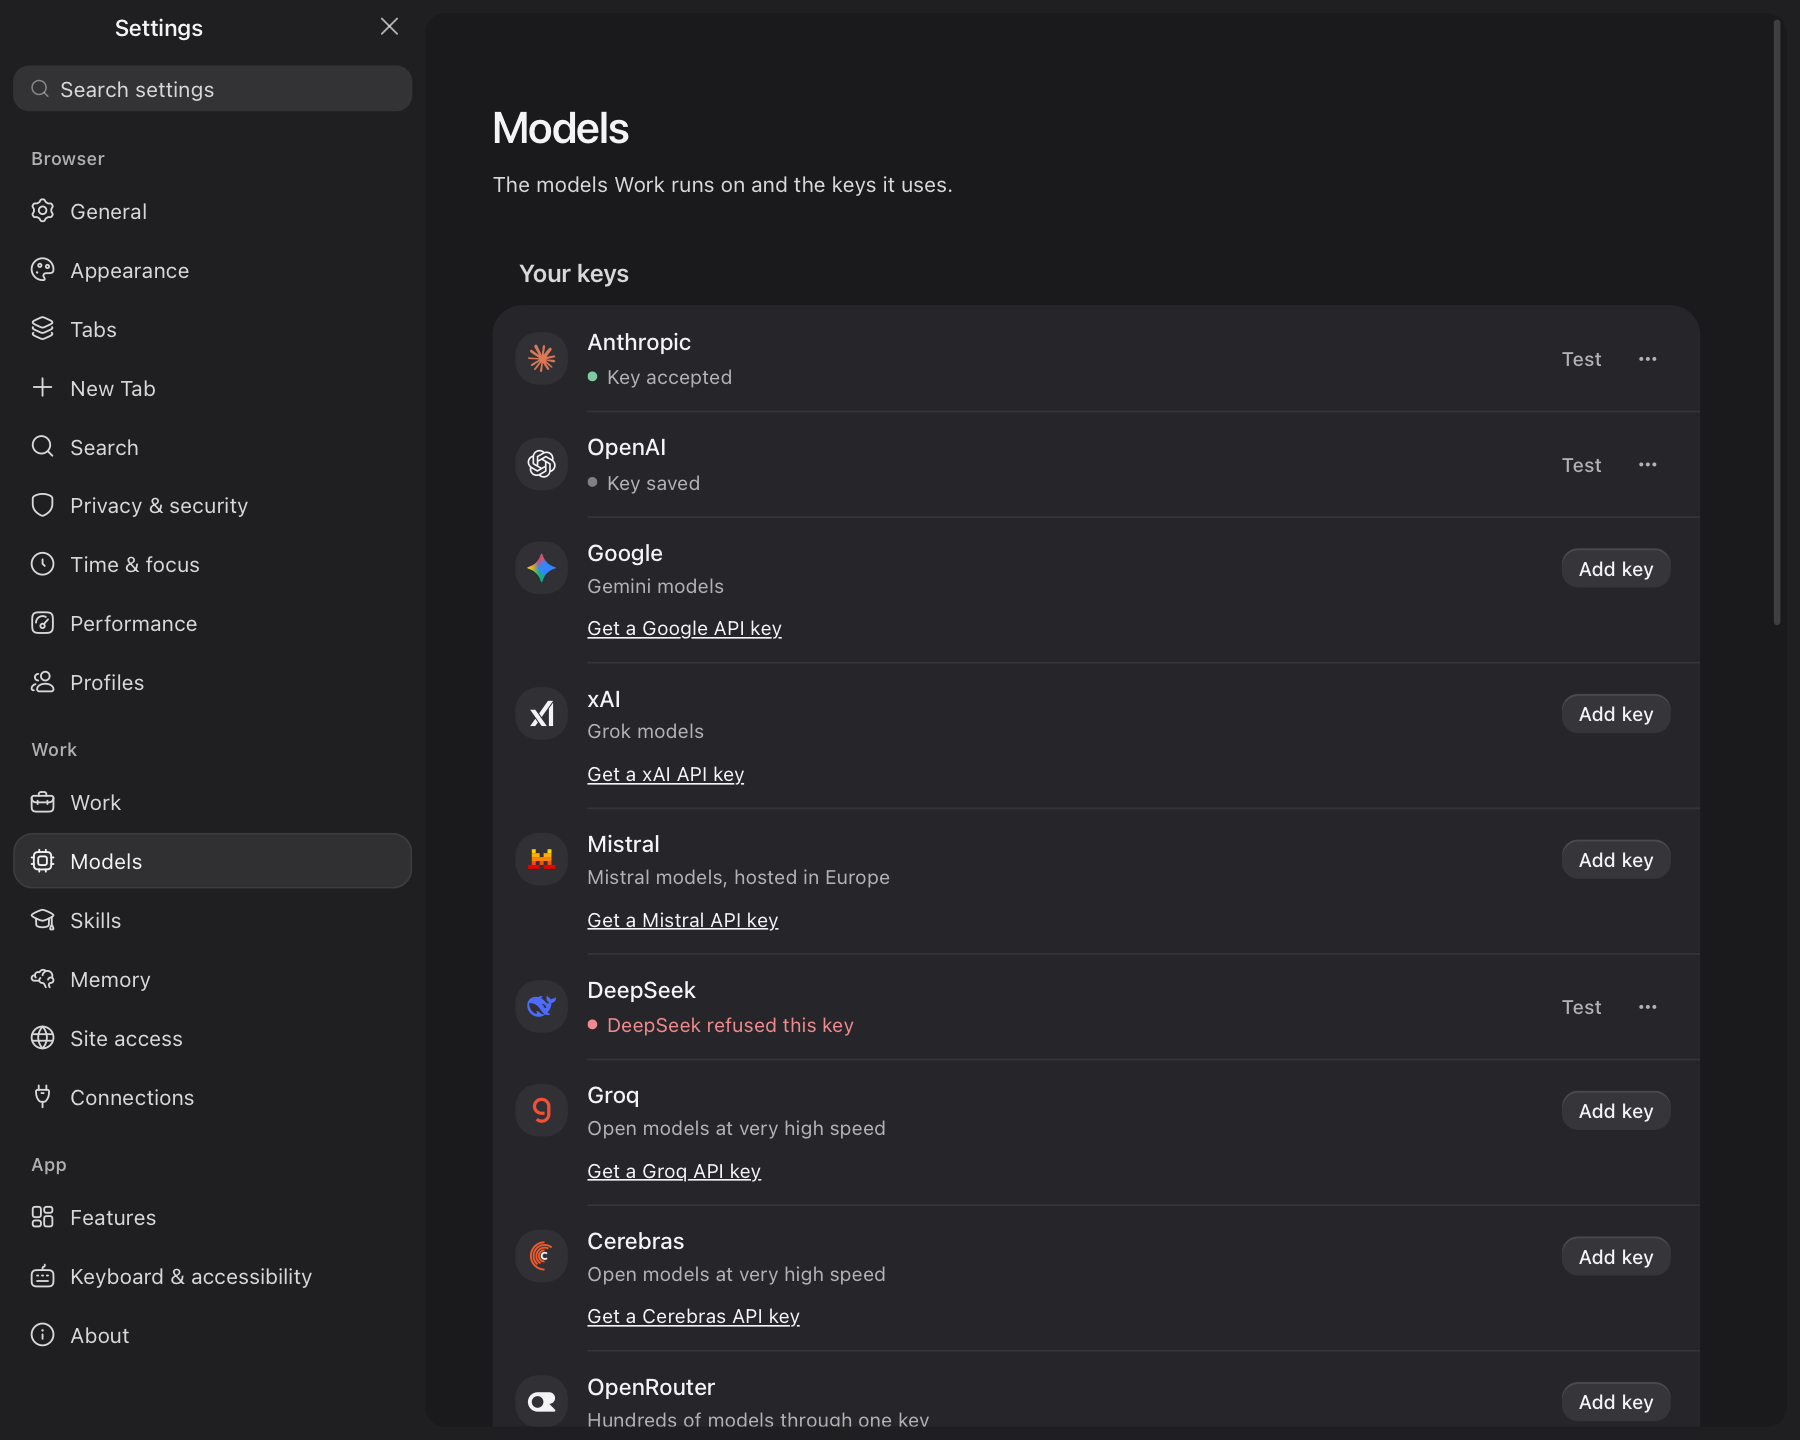 Settings
Search settings
Browser
General
Appearance
Tabs
New Tab
Search
Privacy & security
Time & focus
Performance
Profiles
Work
Work
Models
Skills
Memory
Site access
Connections
App
Features
Keyboard & accessibility
About
Models
The models Work runs on and the keys it uses.
Your keys
Anthropic
Key accepted
Test
OpenAI
Key saved
Test
Google
Gemini models
Get a Google API key
Add key
xAI
Grok models
Get a xAI API key
Add key
Mistral
Mistral models, hosted in Europe
Get a Mistral API key
Add key
DeepSeek
DeepSeek refused this key
Test
Groq
Open models at very high speed
Get a Groq API key
Add key
Cerebras
Open models at very high speed
Get a Cerebras API key
Add key
OpenRouter
Hundreds of models through one key
Add key